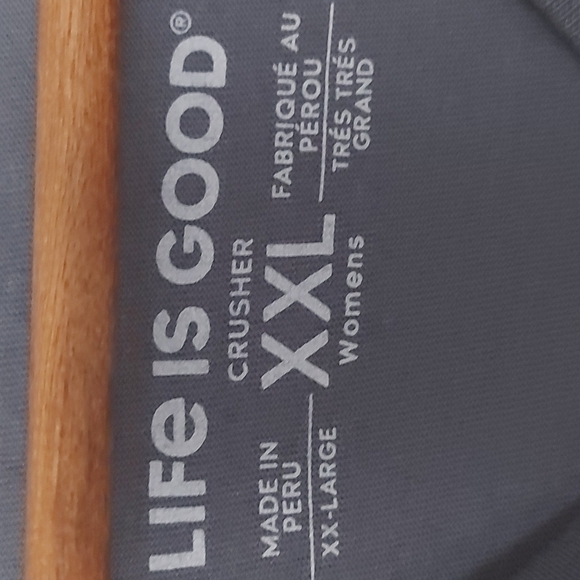 LIFE IS GOOD®
CRUSHER
MADE IN
PERU
XX-LARGE
XXL
Womens
FABRIQUÉ AU
PÉROU
TRÉS TRÉS
GRAND